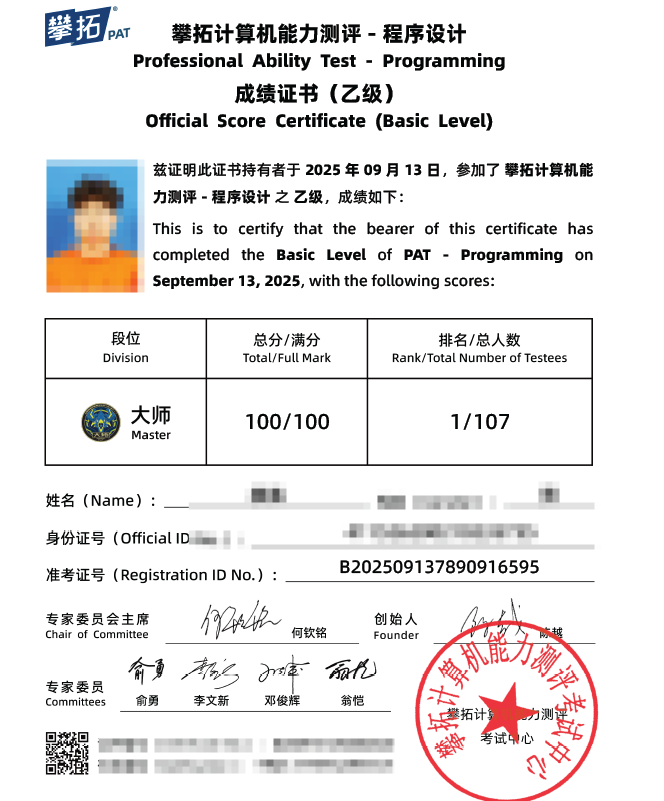 攀拓 PAT
攀拓计算机能力测评 - 程序设计
Professional Ability Test - Programming
成绩证书（乙级）
Official Score Certificate (Basic Level)
兹证明此证书持有者于 2025 年 09 月 13 日，参加了 攀拓计算机能
力测评 - 程序设计 之 乙级，成绩如下：
This is to certify that the bearer of this certificate has
completed the Basic Level of PAT - Programming on
September 13, 2025, with the following scores:
段位 总分/满分 排名/总人数
Division Total/Full Mark Rank/Total Number of Testees
大师 100/100 1/107
Master
姓名（Name）：
身份证号（Official ID
准考证号（Registration ID No.）： B202509137890916595
专家委员会主席 何钦铭 创始人 陈越
Chair of Committee Founder
专家委员
Committees 俞勇 李文新 邓俊辉 翁恺
攀拓计算机能力测评
考试中心
攀拓计算机能力测评考试中心